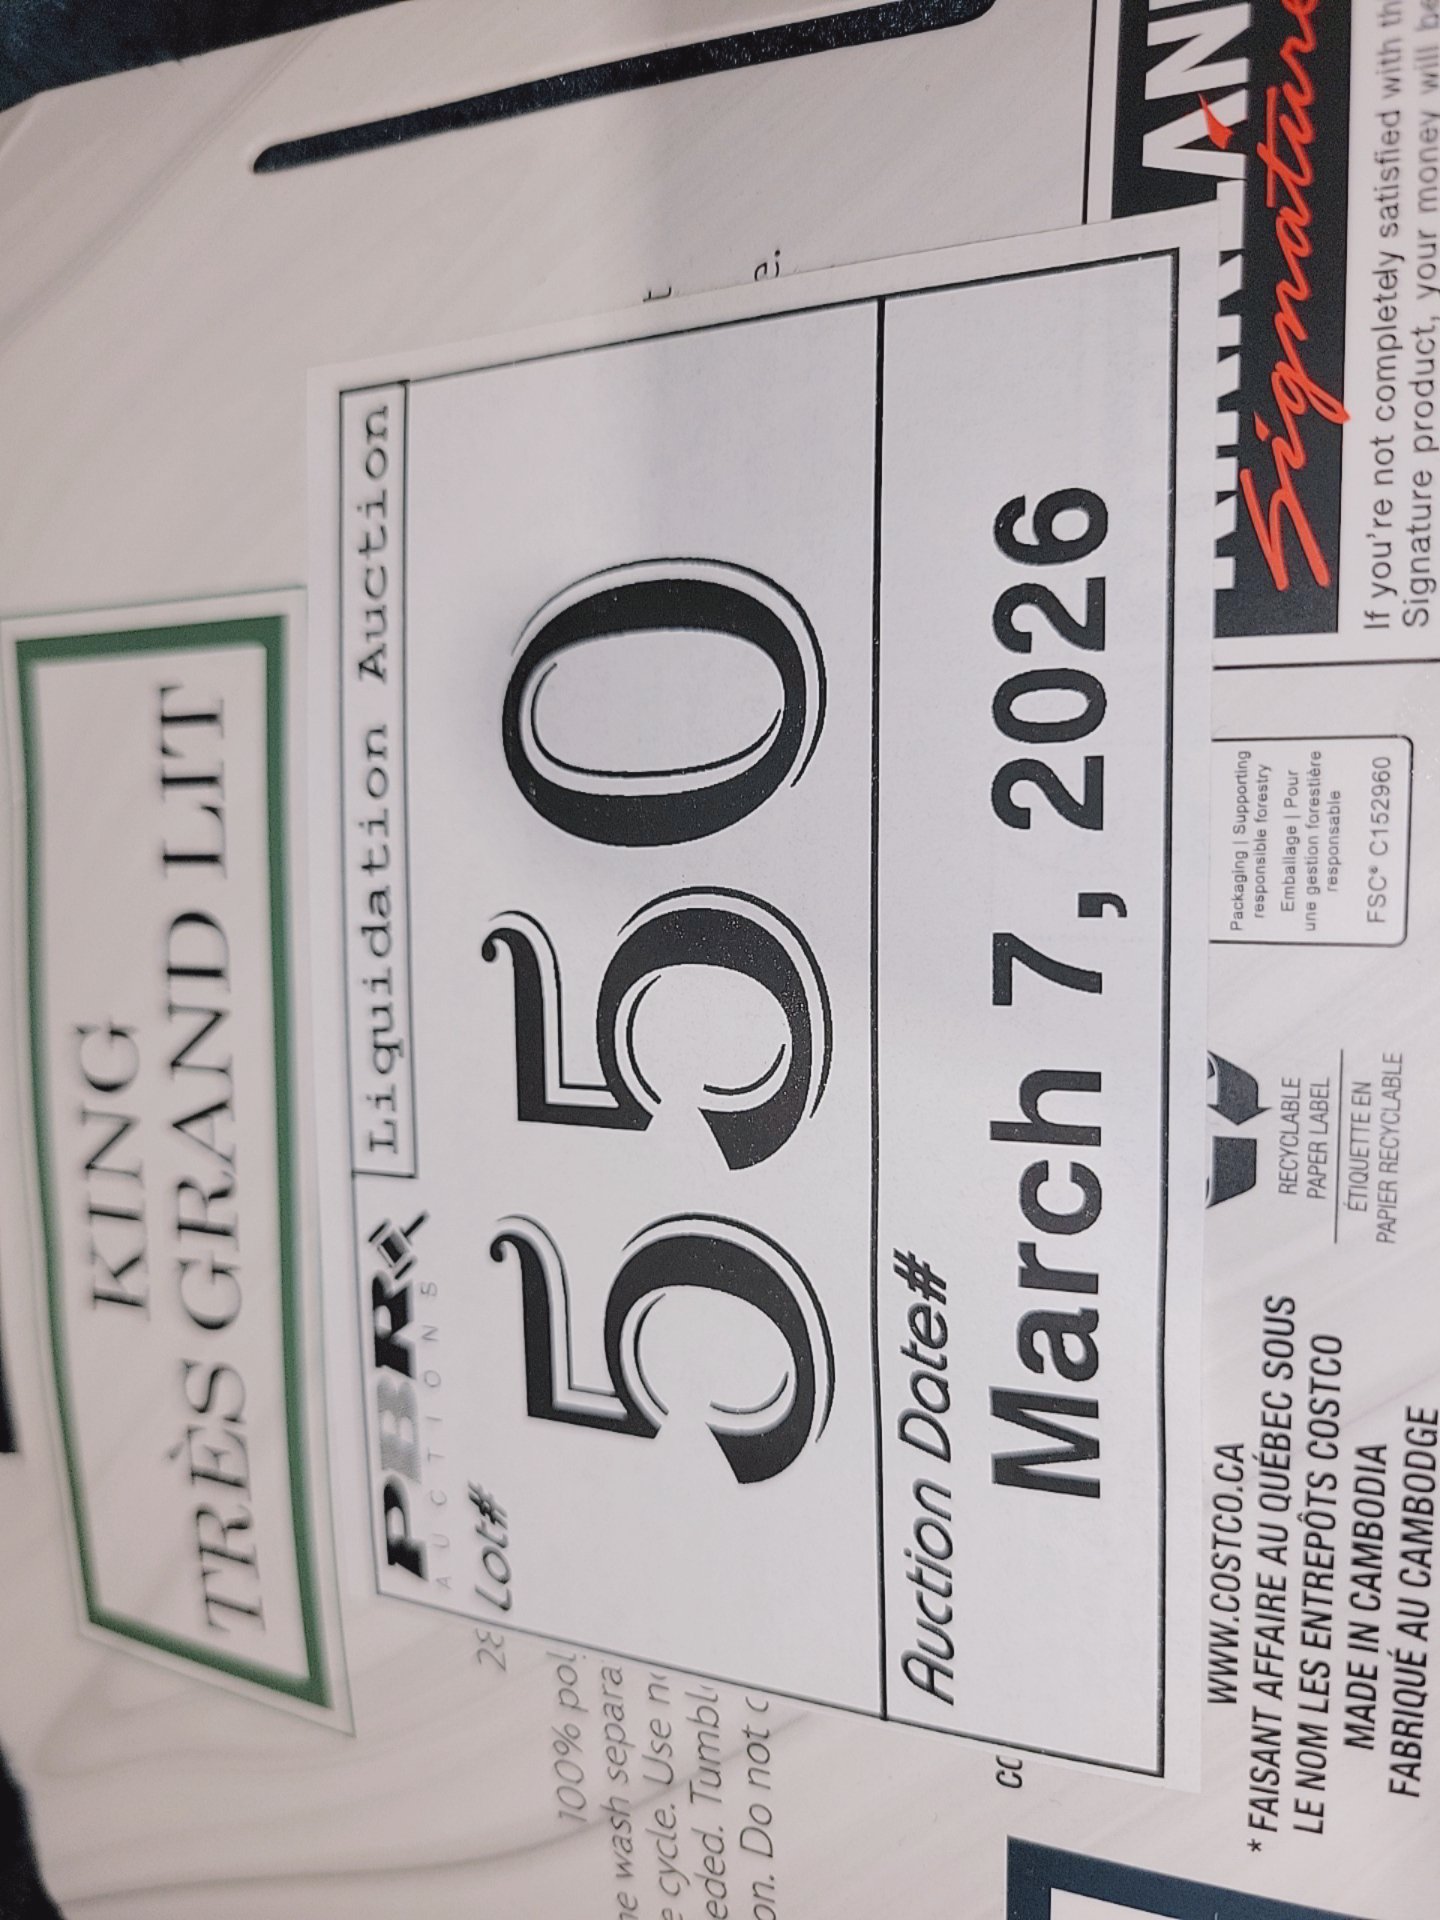 KING
TRÈS GRAND LIT
PBR Liquidation Auction
AUCTIONS
Lot#
550
Auction Date#
March 7, 2026
100% pol
wash separa
cycle. Use
Tumbl
Do not
Signature
If you're not completely satisfied with
Signature product, your money will be
Packaging | Supporting
responsible forestry
Emballage | Pour
une gestion forestière
responsable
FSC® C152960
RECYCLABLE
PAPER LABEL
ÉTIQUETTE EN
PAPIER RECYCLABLE
WWW.COSTCO.CA
* FAISANT AFFAIRE AU QUÉBEC SOUS
LE NOM LES ENTREPÔTS COSTCO
MADE IN CAMBODIA
FABRIQUÉ AU CAMBODGE